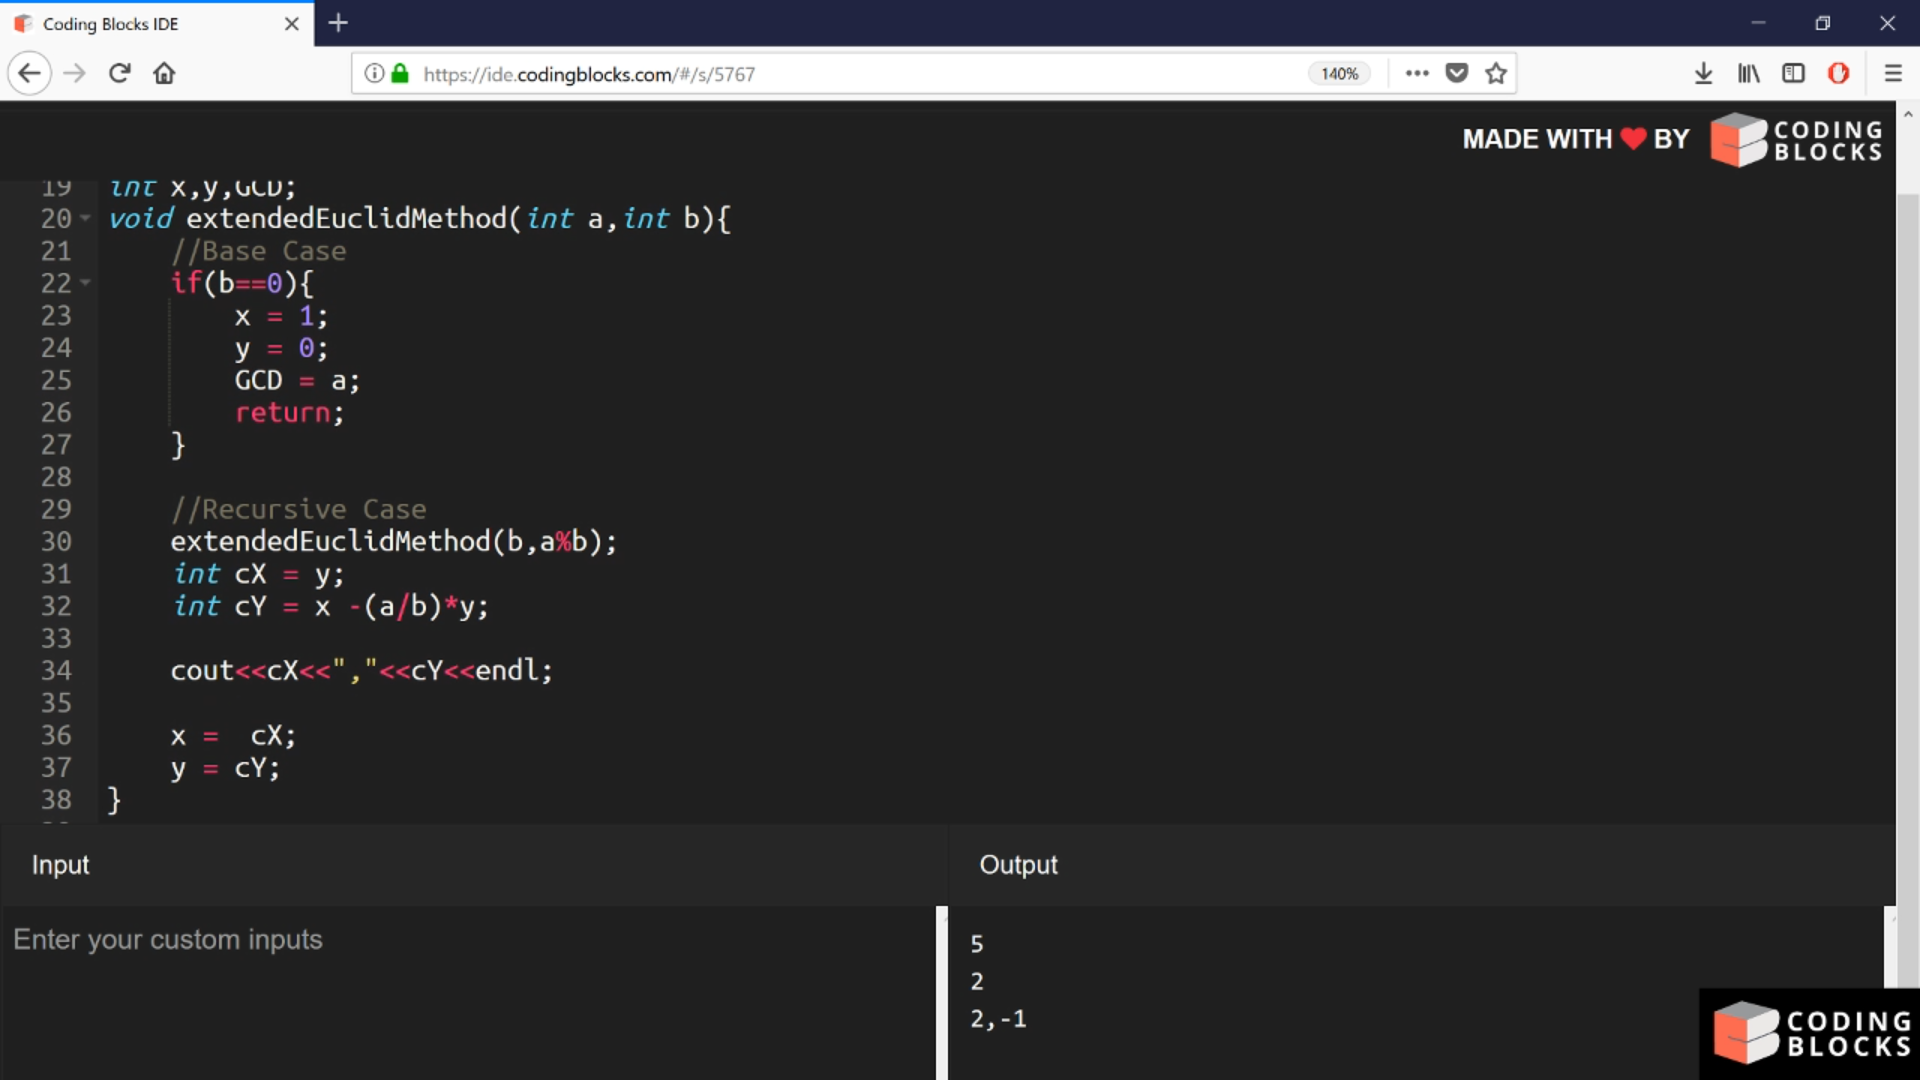 Coding Blocks IDE
https://ide.codingblocks.com/#/s/5767
140%
MADE WITH ❤ BY
CODING
BLOCKS
19 int x,y,GCD;
20 void extendedEuclidMethod(int a,int b){
21     //Base Case
22     if(b==0){
23         x = 1;
24         y = 0;
25         GCD = a;
26         return;
27     }
28
29     //Recursive Case
30     extendedEuclidMethod(b,a%b);
31     int cX = y;
32     int cY = x -(a/b)*y;
33
34     cout<<cX<<","<<cY<<endl;
35
36     x =  cX;
37     y = cY;
38 }
Input
Output
Enter your custom inputs
5
2
2,-1
CODING
BLOCKS